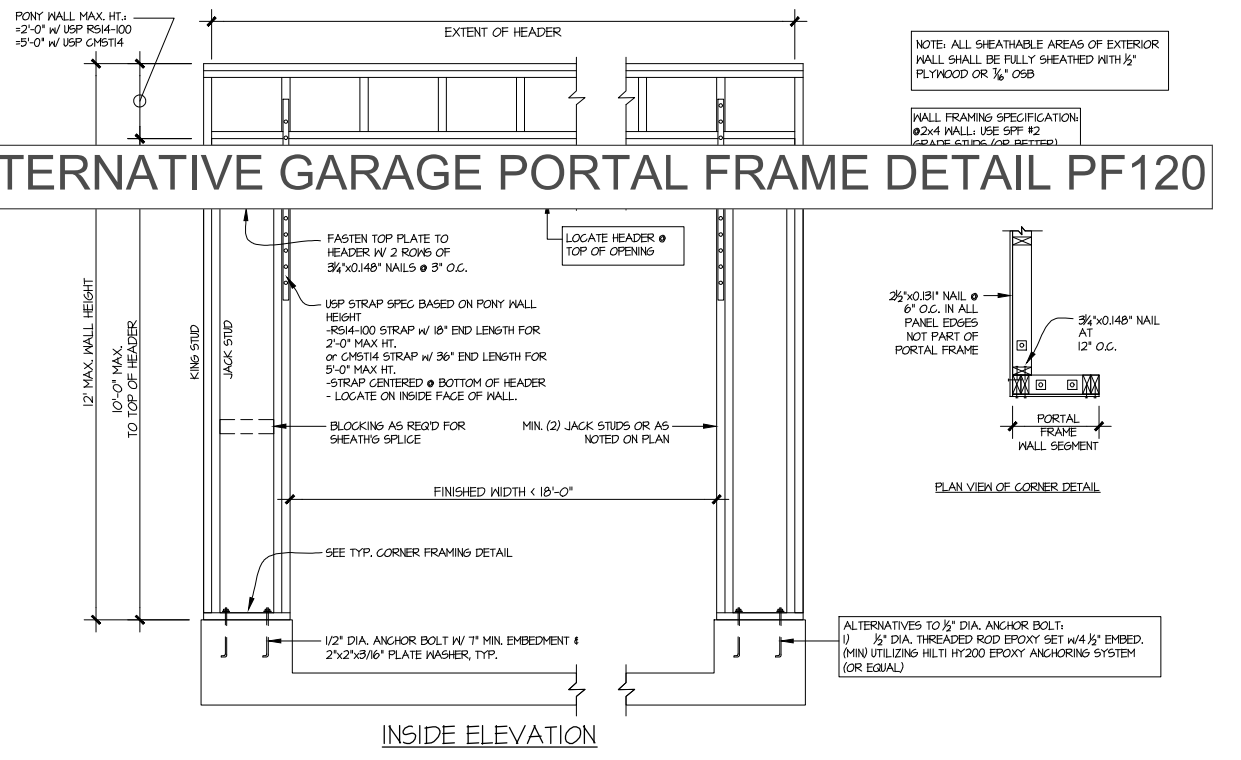 PONY WALL MAX. HT.:
=2'-0" W/ USP RS14-100
=5'-0" W/ USP CMST14
EXTENT OF HEADER
NOTE: ALL SHEATHABLE AREAS OF EXTERIOR
WALL SHALL BE FULLY SHEATHED WITH ½"
PLYWOOD OR 7/16" OSB
WALL FRAMING SPECIFICATION:
@2x4 WALL: USE SPF #2
GRADE STUDS (OR BETTER)
TERNATIVE GARAGE PORTAL FRAME DETAIL PF120
FASTEN TOP PLATE TO
HEADER W/ 2 ROWS OF
3¼"x0.148" NAILS @ 3" O.C.
LOCATE HEADER @
TOP OF OPENING
12' MAX. WALL HEIGHT
10'-0" MAX.
TO TOP OF HEADER
KING STUD
JACK STUD
USP STRAP SPEC BASED ON PONY WALL
HEIGHT
-RS14-100 STRAP W/ 18" END LENGTH FOR
2'-0" MAX HT.
or CMST14 STRAP W/ 36" END LENGTH FOR
5'-0" MAX HT.
-STRAP CENTERED @ BOTTOM OF HEADER
- LOCATE ON INSIDE FACE OF WALL.
BLOCKING AS REQ'D FOR
SHEATH'G SPLICE
MIN. (2) JACK STUDS OR AS
NOTED ON PLAN
2½"x0.131" NAIL @
6" O.C. IN ALL
PANEL EDGES
NOT PART OF
PORTAL FRAME
3¼"x0.148" NAIL
AT
12" O.C.
PORTAL
FRAME
WALL SEGMENT
PLAN VIEW OF CORNER DETAIL
FINISHED WIDTH < 18'-0"
SEE TYP. CORNER FRAMING DETAIL
1/2" DIA. ANCHOR BOLT W/ 7" MIN. EMBEDMENT &
2"x2"x3/16" PLATE WASHER, TYP.
ALTERNATIVES TO ½" DIA. ANCHOR BOLT:
1) ½" DIA. THREADED ROD EPOXY SET W/4 ½" EMBED.
(MIN) UTILIZING HILTI HY200 EPOXY ANCHORING SYSTEM
(OR EQUAL)
INSIDE ELEVATION